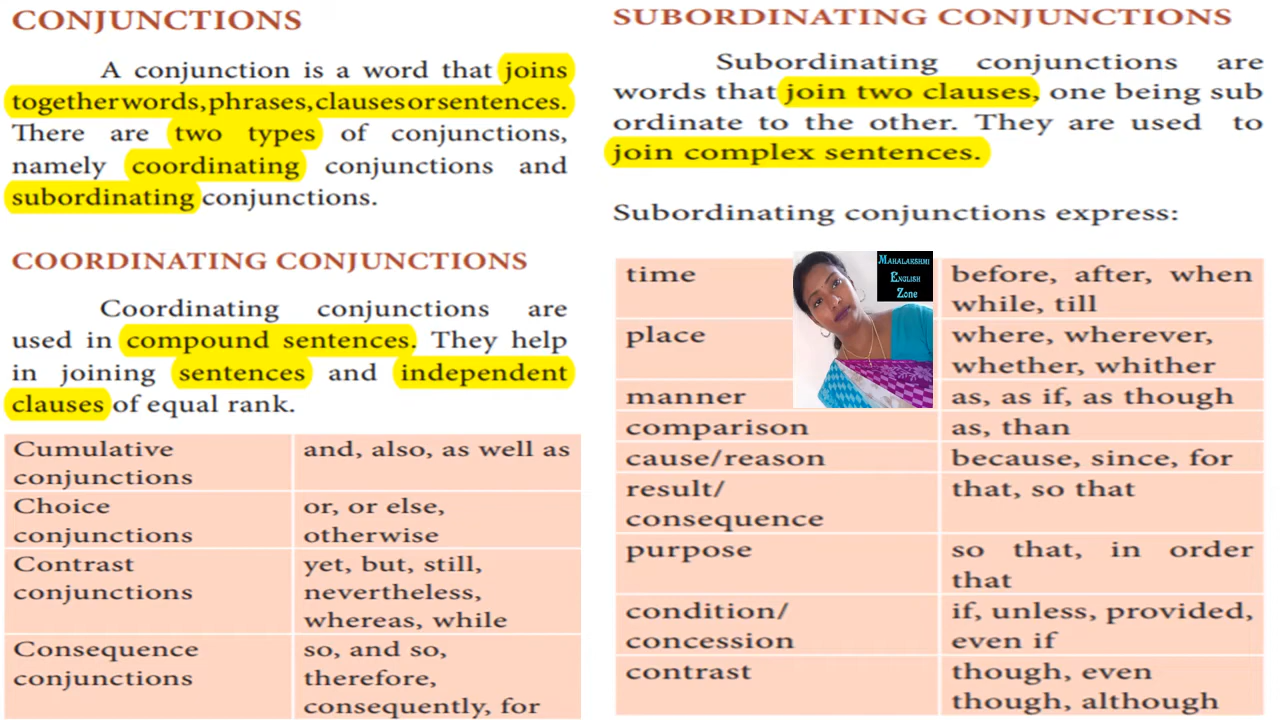 CONJUNCTIONS
A conjunction is a word that joins
together words, phrases, clauses or sentences.
There are two types of conjunctions,
namely coordinating conjunctions and
subordinating conjunctions.
COORDINATING CONJUNCTIONS
Coordinating conjunctions are
used in compound sentences. They help
in joining sentences and independent
clauses of equal rank.
Cumulative
conjunctions
and, also, as well as
Choice
conjunctions
or, or else,
otherwise
Contrast
conjunctions
yet, but, still,
nevertheless,
whereas, while
Consequence
conjunctions
so, and so,
therefore,
consequently, for
SUBORDINATING CONJUNCTIONS
Subordinating conjunctions are
words that join two clauses, one being sub
ordinate to the other. They are used to
join complex sentences.
Subordinating conjunctions express:
time
before, after, when
while, till
place
where, wherever,
whether, whither
manner
as, as if, as though
comparison
as, than
cause/reason
because, since, for
result/
consequence
that, so that
purpose
so that, in order
that
condition/
concession
if, unless, provided,
even if
contrast
though, even
though, although
MAHALAKSHMI
ENGLISH
ZONE